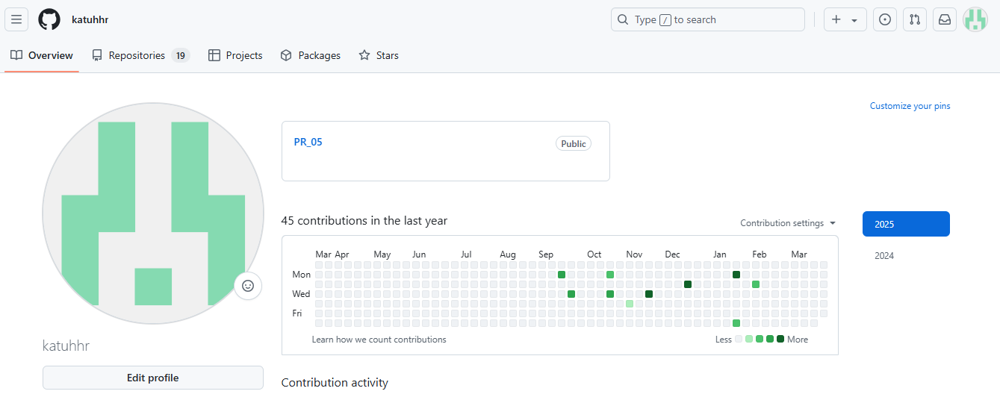 katuhhr
Type / to search
Overview
Repositories 19
Projects
Packages
Stars
Customize your pins
PR_05
Public
45 contributions in the last year
Contribution settings
2025
2024
Mar Apr May Jun Jul Aug Sep Oct Nov Dec Jan Feb Mar
Mon
Wed
Fri
Learn how we count contributions
Less More
katuhhr
Edit profile
Contribution activity